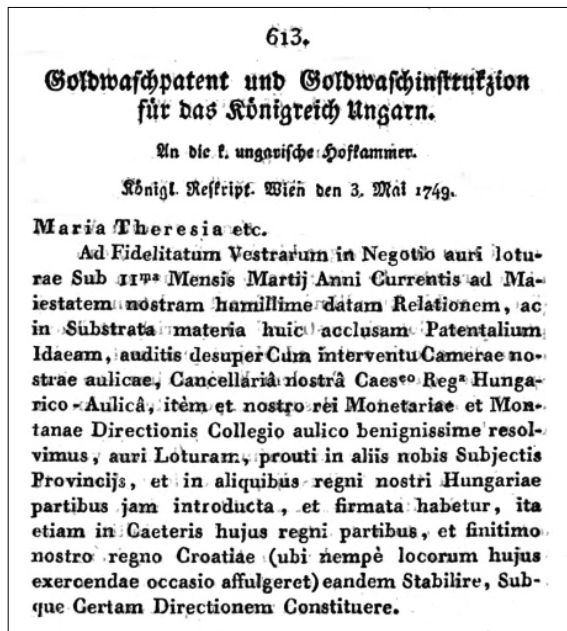 613.
Goldwaschpatent und Goldwaschinstrukzion
für das Königreich Ungarn.
An die k. ungarische Hofkammer.
Königl. Reskript. Wien den 3. Mai 1749.
Maria Theresia etc.
Ad Fidelitatum Vestrarum in Negotio auri lotu-
rae Sub 11ᵐᵃ Mensis Martij Anni Currentis ad Ma-
iestatem nostram humillime datam Relationem, ac
in Substrata materia huic acclusam Patentalium
Idaeam, auditis desuper Cum interventu Camerae no-
strae aulicae, Cancellariâ nostrâ Caesᵉᵒ Regᵃ Hunga-
rico-Aulicâ, itèm et nostro rei Monetariae et Mon-
tanae Directionis Collegio aulico benignissime resol-
vimus, auri Loturam, prouti in aliis nobis Subjectis
Provincijs, et in aliquibus regni nostri Hungariae
partibus jam introducta, et firmata habetur, ita
etiam in Caeteris hujus regni partibus, et finitimo
nostro regno Croatiae (ubi nempè locorum hujus
exercendae occasio affulgeret) eandem Stabilire, Sub-
que Certam Directionem Constituere.